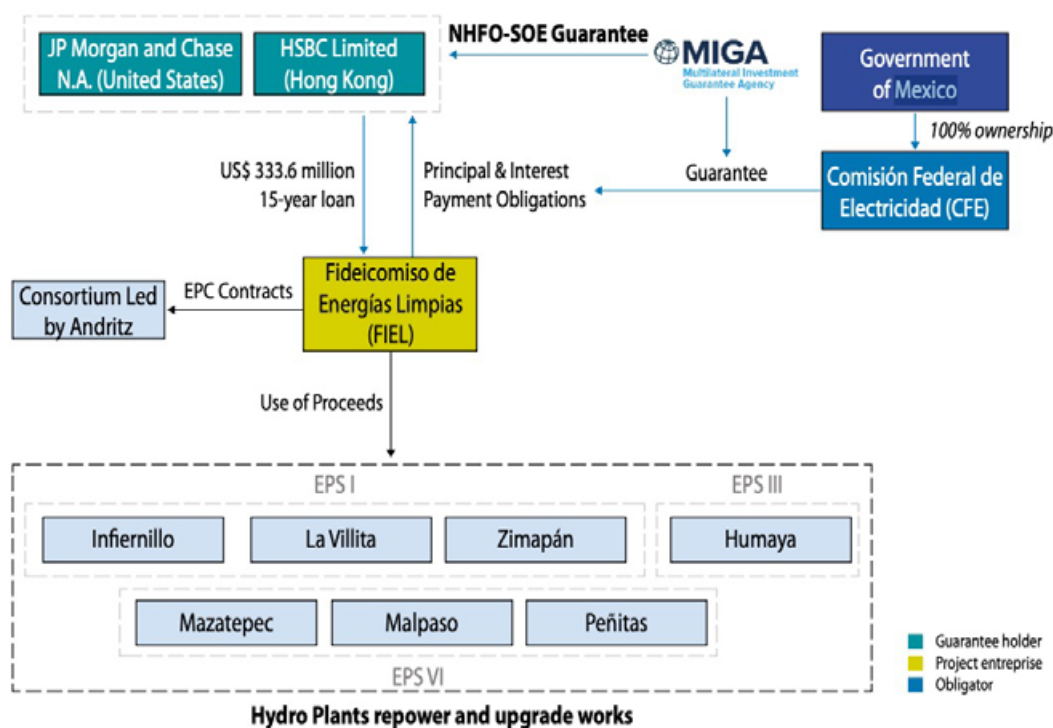 JP Morgan and Chase
N.A. (United States)
HSBC Limited
(Hong Kong)
NHFO-SOE Guarantee
MIGA
Multilateral Investment
Guarantee Agency
Government
of Mexico
100% ownership
US$ 333.6 million
15-year loan
Principal & Interest
Payment Obligations
Guarantee
Comisión Federal de
Electricidad (CFE)
Consortium Led
by Andritz
EPC Contracts
Fideicomiso de
Energías Limpias
(FIEL)
Use of Proceeds
EPS I
EPS III
Infiernillo
La Villita
Zimapán
Humaya
Mazatepec
Malpaso
Peñitas
EPS VI
Guarantee holder
Project entreprise
Obligator
Hydro Plants repower and upgrade works